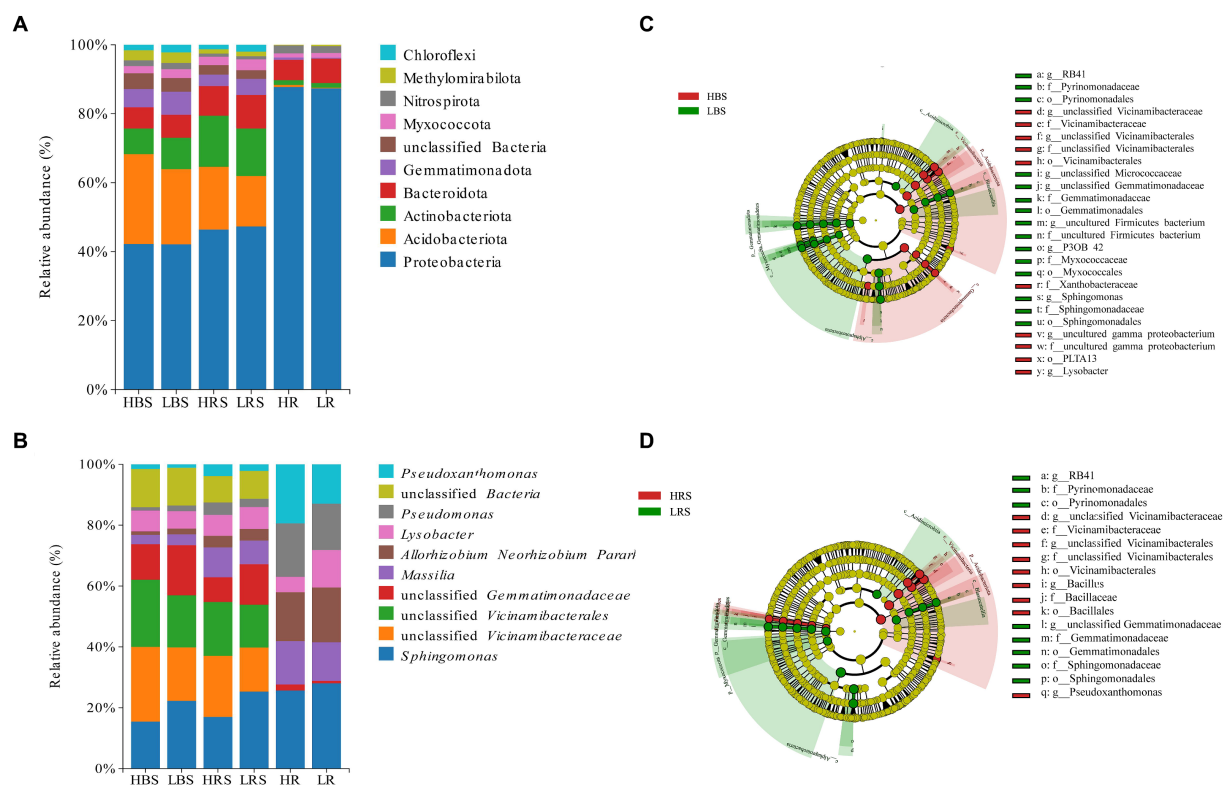 A
100%
80%
60%
40%
20%
0%
Relative abundance (%)
HBS LBS HRS LRS HR LR
Chloroflexi
Methylomirabilota
Nitrospirota
Myxococcota
unclassified Bacteria
Gemmatimonadota
Bacteroidota
Actinobacteriota
Acidobacteriota
Proteobacteria
C
HBS
LBS
a: g__RB41
b: f__Pyrinomonadaceae
c: o__Pyrinomonadales
d: g__unclassified Vicinamibacteraceae
e: f__Vicinamibacteraceae
f: g__unclassified Vicinamibacterales
g: f__unclassified Vicinamibacterales
h: o__Vicinamibacterales
i: g__unclassified Micrococcaceae
j: g__unclassified Gemmatimonadaceae
k: f__Gemmatimonadaceae
l: o__Gemmatimonadales
m: g__uncultured Firmicutes bacterium
n: f__uncultured Firmicutes bacterium
o: g__P3OB 42
p: f__Myxococcaceae
q: o__Myxococcales
r: f__Xanthobacteraceae
s: g__Sphingomonas
t: f__Sphingomonadaceae
u: o__Sphingomonadales
v: g__uncultured gamma proteobacterium
w: f__uncultured gamma proteobacterium
x: o__PLTA13
y: g__Lysobacter
B
100%
80%
60%
40%
20%
0%
Relative abundance (%)
HBS LBS HRS LRS HR LR
Pseudoxanthomonas
unclassified Bacteria
Pseudomonas
Lysobacter
Allorhizobium Neorhizobium Pararl
Massilia
unclassified Gemmatimonadaceae
unclassified Vicinamibacterales
unclassified Vicinamibacteraceae
Sphingomonas
D
HRS
LRS
a: g__RB41
b: f__Pyrinomonadaceae
c: o__Pyrinomonadales
d: g__unclassified Vicinamibacteraceae
e: f__Vicinamibacteraceae
f: g__unclassified Vicinamibacterales
g: f__unclassified Vicinamibacterales
h: o__Vicinamibacterales
i: g__Bacillus
j: f__Bacillaceae
k: o__Bacillales
l: g__unclassified Gemmatimonadaceae
m: f__Gemmatimonadaceae
n: o__Gemmatimonadales
o: f__Sphingomonadaceae
p: o__Sphingomonadales
q: g__Pseudoxanthomonas